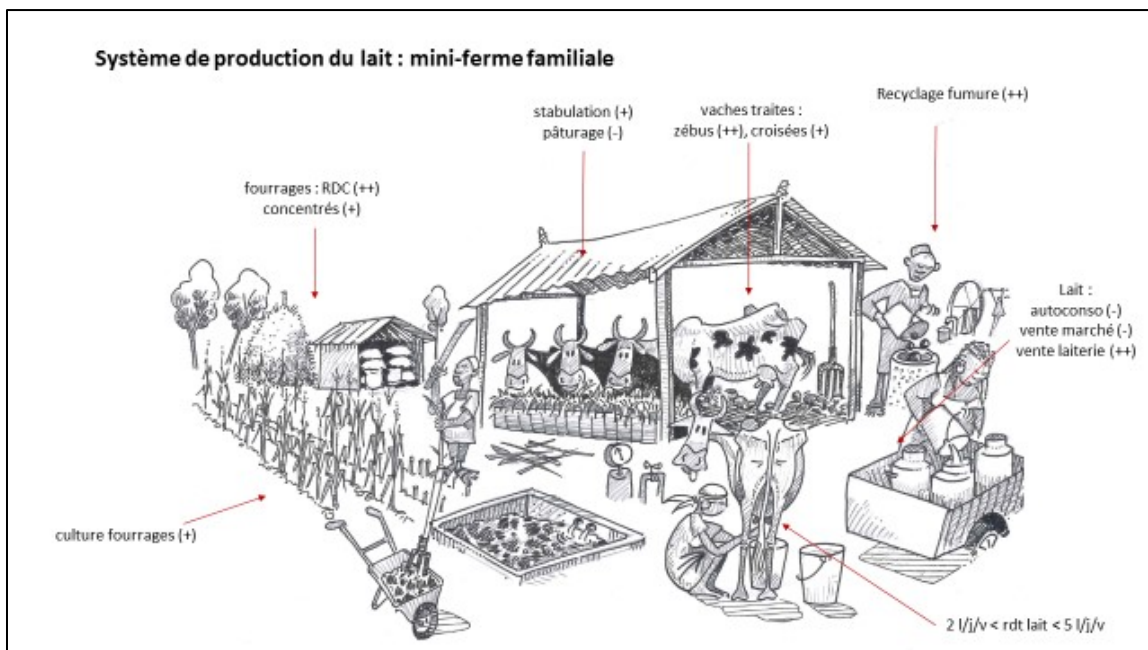 Système de production du lait : mini-ferme familiale
Recyclage fumure (++)
stabulation (+)
pâturage (-)
vaches traites :
zébus (++), croisées (+)
fourrages : RDC (++)
concentrés (+)
Lait :
autoconso (-)
vente marché (-)
vente laiterie (++)
culture fourrages (+)
2 l/j/v < rdt lait < 5 l/j/v